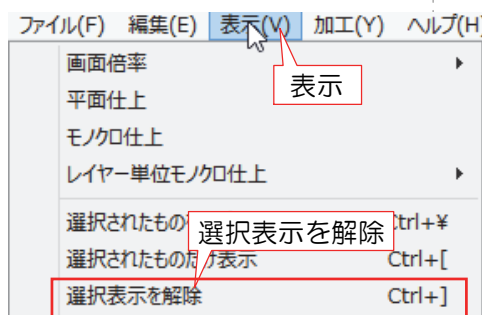 ファイル(F) 編集(E) 表示(V) 加工(Y) ヘルプ(H)
画面倍率
表示
平面仕上
モノクロ仕上
レイヤー単位モノクロ仕上
選択されたもの Ctrl+¥
選択表示を解除
選択されたものだけ表示 Ctrl+[
選択表示を解除 Ctrl+]